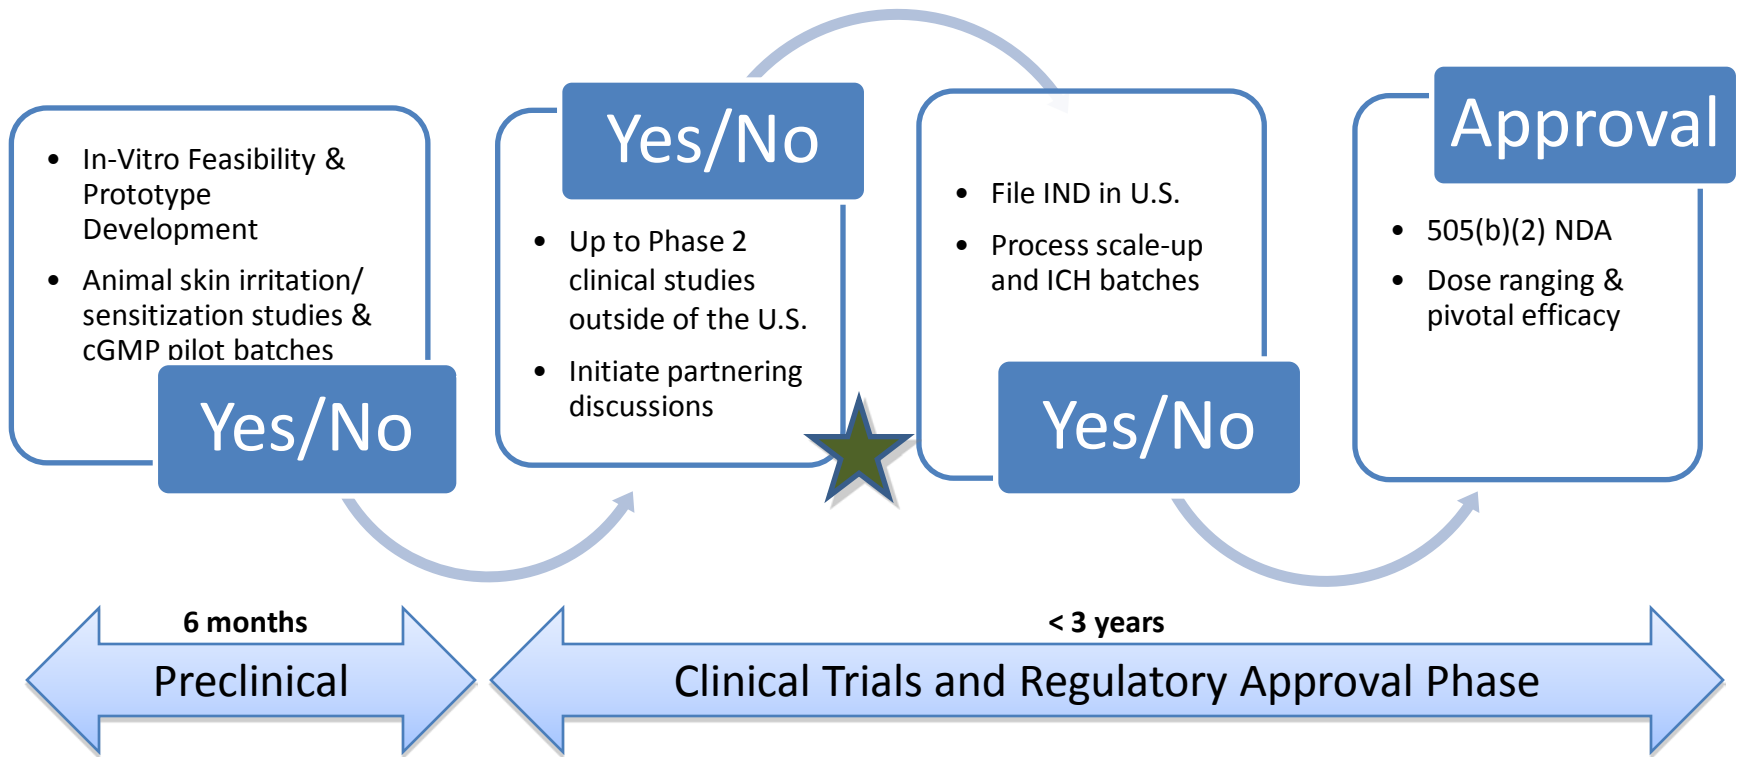 • In-Vitro Feasibility &
Prototype
Development
• Animal skin irritation/
sensitization studies &
cGMP pilot batches
Yes/No
Yes/No
• Up to Phase 2
clinical studies
outside of the U.S.
• Initiate partnering
discussions
• File IND in U.S.
• Process scale-up
and ICH batches
Yes/No
Approval
• 505(b)(2) NDA
• Dose ranging &
pivotal efficacy
6 months
Preclinical
< 3 years
Clinical Trials and Regulatory Approval Phase